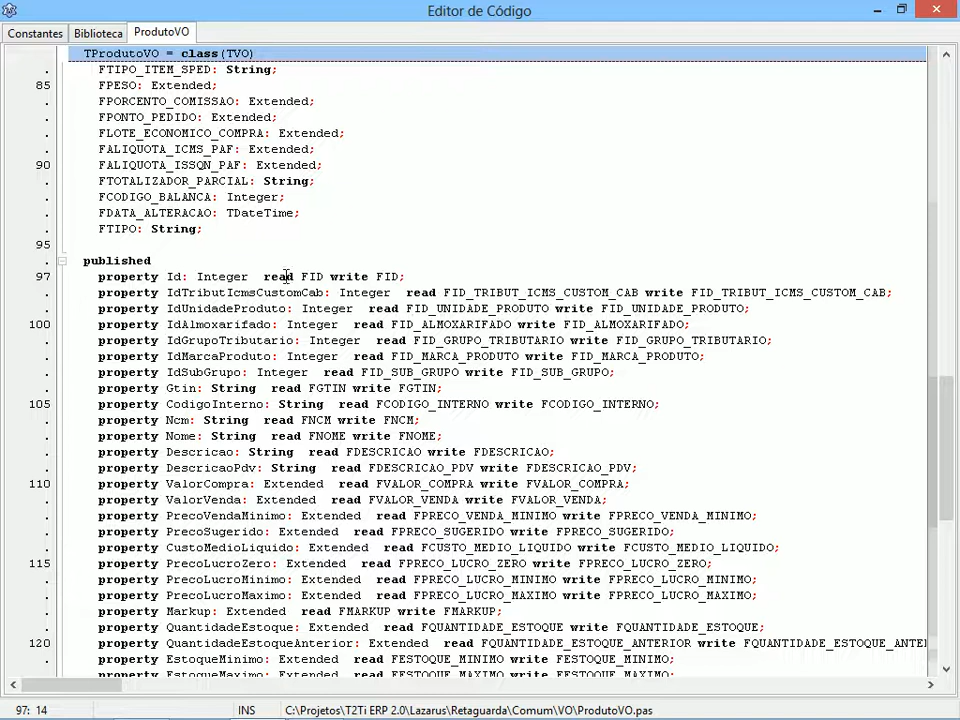 Editor de Código
Constantes Biblioteca ProdutoVO
TProdutoVO = class(TVO)
. FTIPO_ITEM_SPED: String;
85 FPESO: Extended;
. FPORCENTO_COMISSAO: Extended;
. FPONTO_PEDIDO: Extended;
. FLOTE_ECONOMICO_COMPRA: Extended;
. FALIQUOTA_ICMS_PAF: Extended;
90 FALIQUOTA_ISSQN_PAF: Extended;
. FTOTALIZADOR_PARCIAL: String;
. FCODIGO_BALANCA: Integer;
. FDATA_ALTERACAO: TDateTime;
. FTIPO: String;
95
. published
97 property Id: Integer  read FID write FID;
. property IdTributIcmsCustomCab: Integer  read FID_TRIBUT_ICMS_CUSTOM_CAB write FID_TRIBUT_ICMS_CUSTOM_CAB;
. property IdUnidadeProduto: Integer  read FID_UNIDADE_PRODUTO write FID_UNIDADE_PRODUTO;
100 property IdAlmoxarifado: Integer  read FID_ALMOXARIFADO write FID_ALMOXARIFADO;
. property IdGrupoTributario: Integer  read FID_GRUPO_TRIBUTARIO write FID_GRUPO_TRIBUTARIO;
. property IdMarcaProduto: Integer  read FID_MARCA_PRODUTO write FID_MARCA_PRODUTO;
. property IdSubGrupo: Integer  read FID_SUB_GRUPO write FID_SUB_GRUPO;
. property Gtin: String  read FGTIN write FGTIN;
105 property CodigoInterno: String  read FCODIGO_INTERNO write FCODIGO_INTERNO;
. property Ncm: String  read FNCM write FNCM;
. property Nome: String  read FNOME write FNOME;
. property Descricao: String  read FDESCRICAO write FDESCRICAO;
. property DescricaoPdv: String  read FDESCRICAO_PDV write FDESCRICAO_PDV;
110 property ValorCompra: Extended  read FVALOR_COMPRA write FVALOR_COMPRA;
. property ValorVenda: Extended  read FVALOR_VENDA write FVALOR_VENDA;
. property PrecoVendaMinimo: Extended  read FPRECO_VENDA_MINIMO write FPRECO_VENDA_MINIMO;
. property PrecoSugerido: Extended  read FPRECO_SUGERIDO write FPRECO_SUGERIDO;
. property CustoMedioLiquido: Extended  read FCUSTO_MEDIO_LIQUIDO write FCUSTO_MEDIO_LIQUIDO;
115 property PrecoLucroZero: Extended  read FPRECO_LUCRO_ZERO write FPRECO_LUCRO_ZERO;
. property PrecoLucroMinimo: Extended  read FPRECO_LUCRO_MINIMO write FPRECO_LUCRO_MINIMO;
. property PrecoLucroMaximo: Extended  read FPRECO_LUCRO_MAXIMO write FPRECO_LUCRO_MAXIMO;
. property Markup: Extended  read FMARKUP write FMARKUP;
. property QuantidadeEstoque: Extended  read FQUANTIDADE_ESTOQUE write FQUANTIDADE_ESTOQUE;
120 property QuantidadeEstoqueAnterior: Extended  read FQUANTIDADE_ESTOQUE_ANTERIOR write FQUANTIDADE_ESTOQUE_ANTE
. property EstoqueMinimo: Extended  read FESTOQUE_MINIMO write FESTOQUE_MINIMO;
. property EstoqueMaximo: Extended  read FESTOQUE_MAXIMO write FESTOQUE_MAXIMO;
97: 14 INS C:\Projetos\T2Ti ERP 2.0\Lazarus\Retaguarda\Comum\VO\ProdutoVO.pas